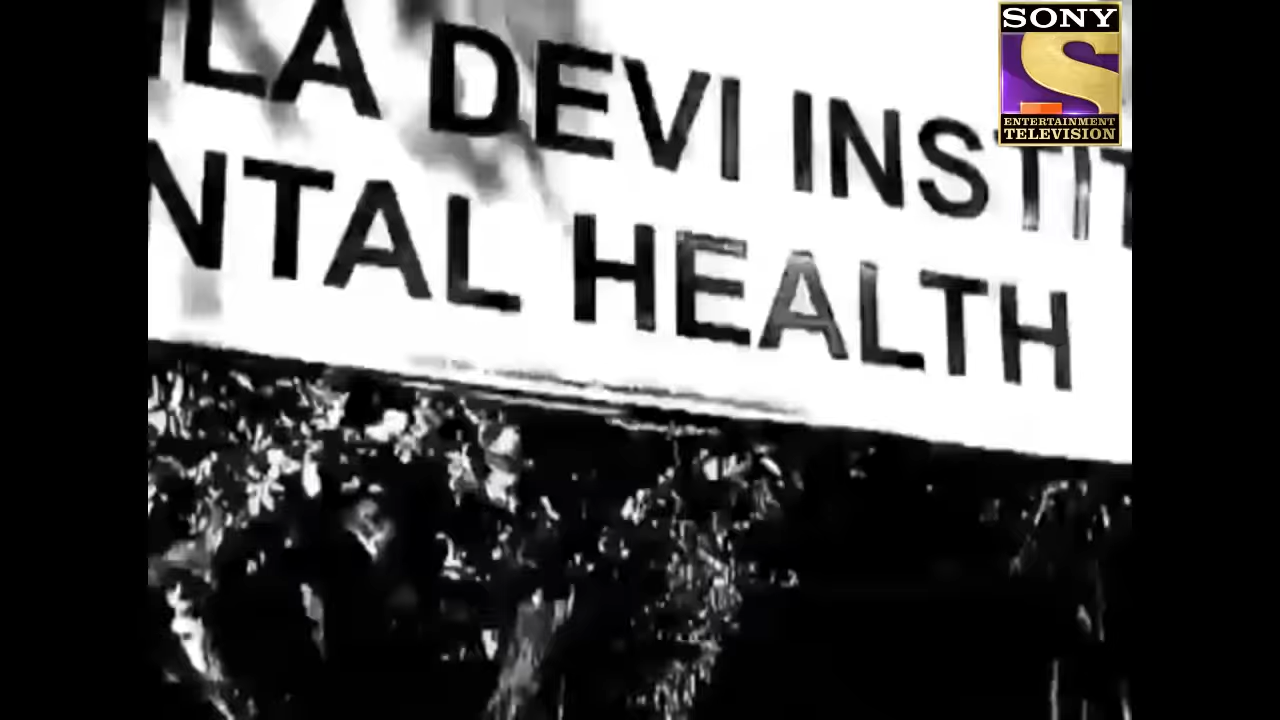 ILA DEVI INSTIT
NTAL HEALTH
SONY
ENTERTAINMENT
TELEVISION